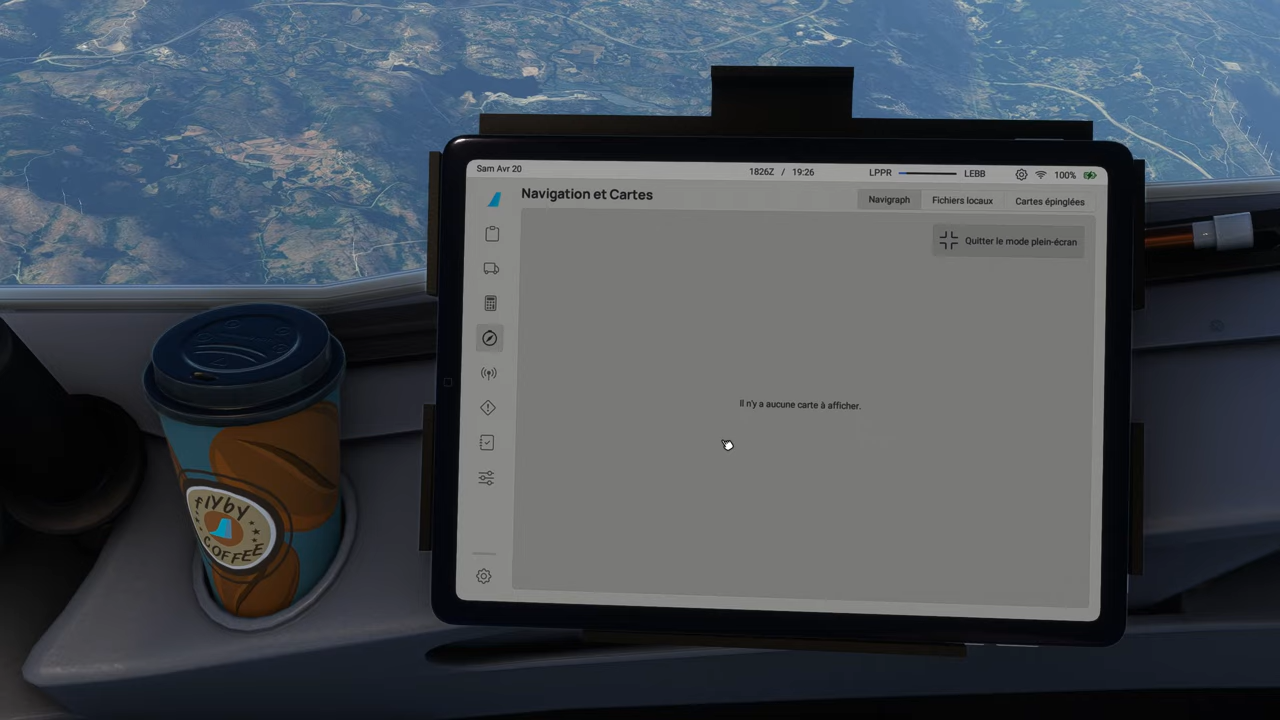 Sam Avr 20
1826Z / 19:26
LPPR
LEBB
100%
Navigation et Cartes
Navigraph
Fichiers locaux
Cartes épinglées
Quitter le mode plein-écran
Il n'y a aucune carte à afficher.
flyby
COFFEE